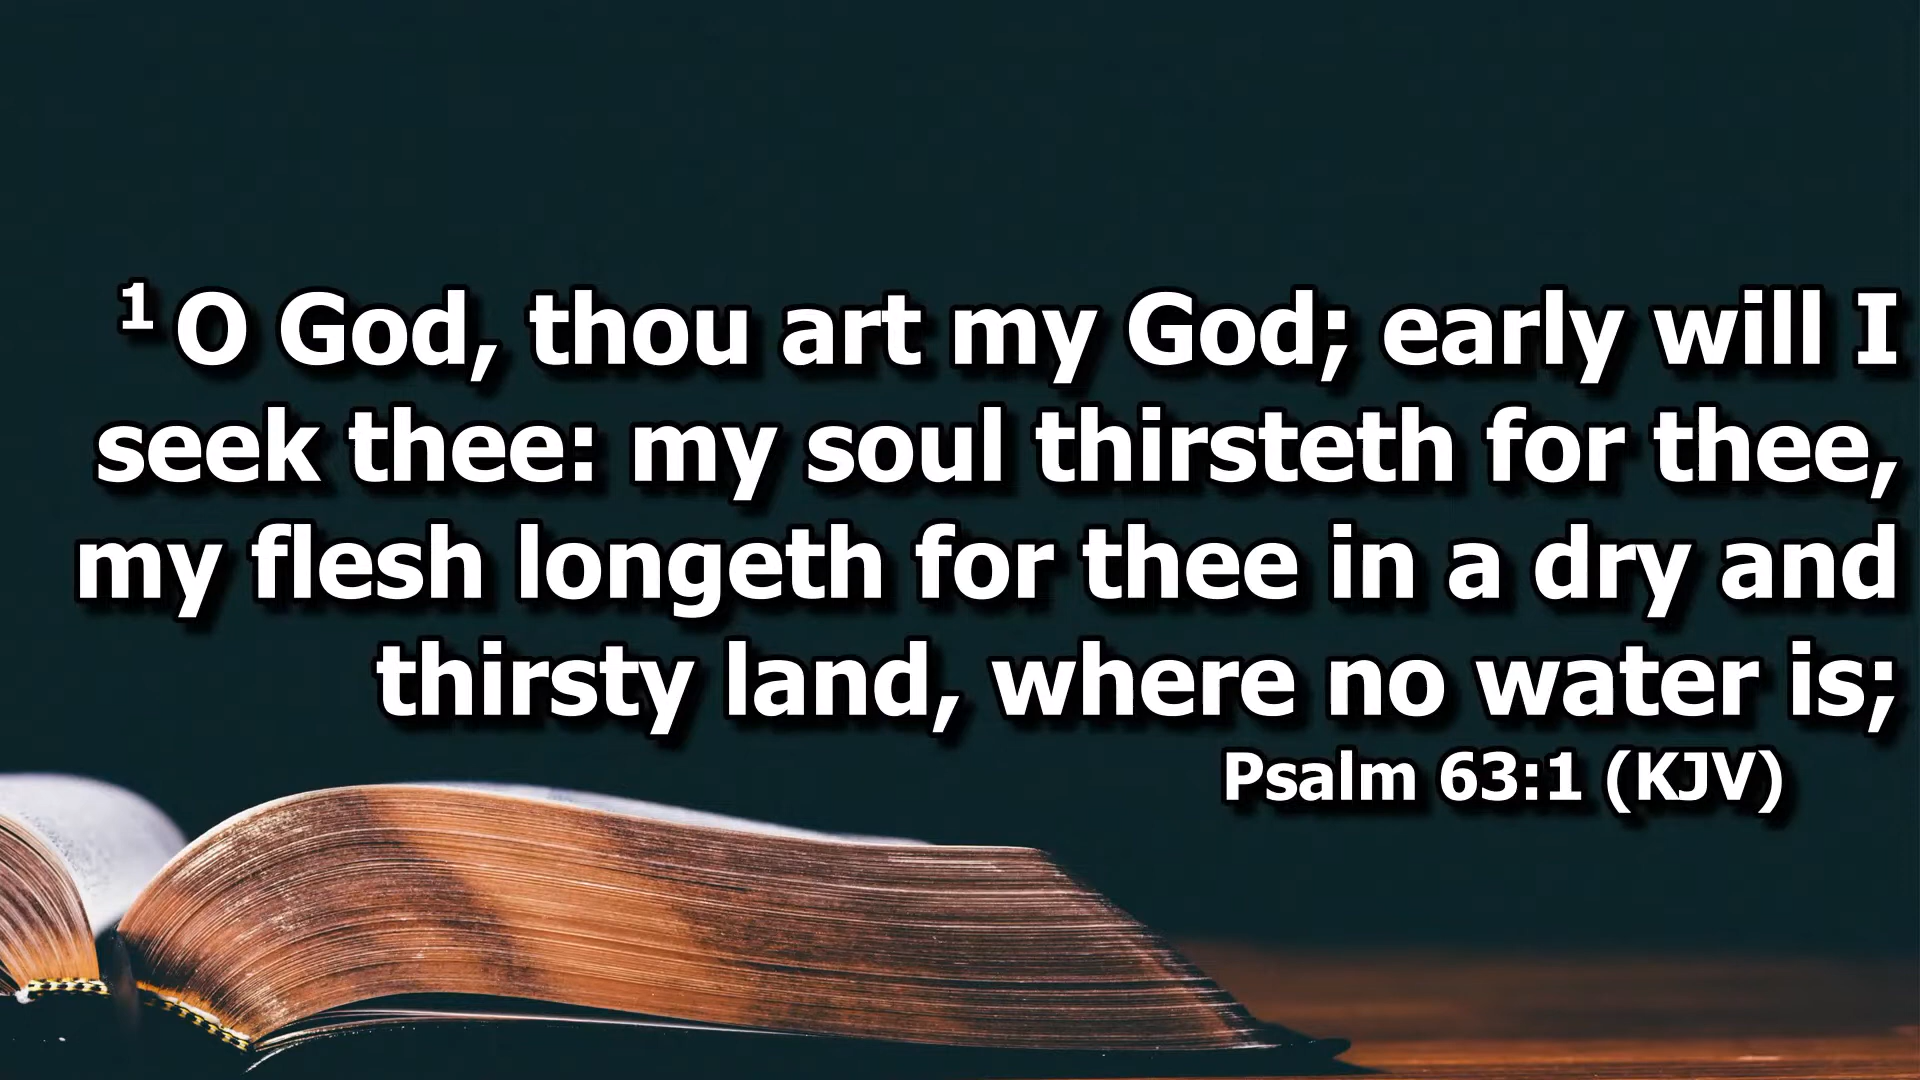 1 O God, thou art my God; early will I
seek thee: my soul thirsteth for thee,
my flesh longeth for thee in a dry and
thirsty land, where no water is;
Psalm 63:1 (KJV)